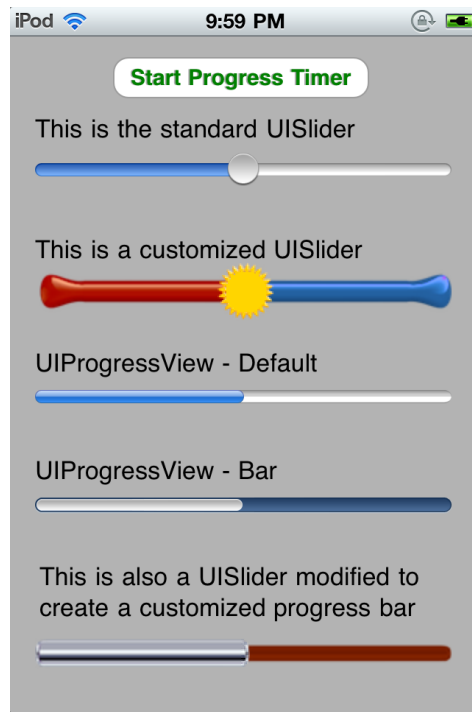 iPod 9:59 PM
Start Progress Timer
This is the standard UISlider
This is a customized UISlider
UIProgressView - Default
UIProgressView - Bar
This is also a UISlider modified to
create a customized progress bar